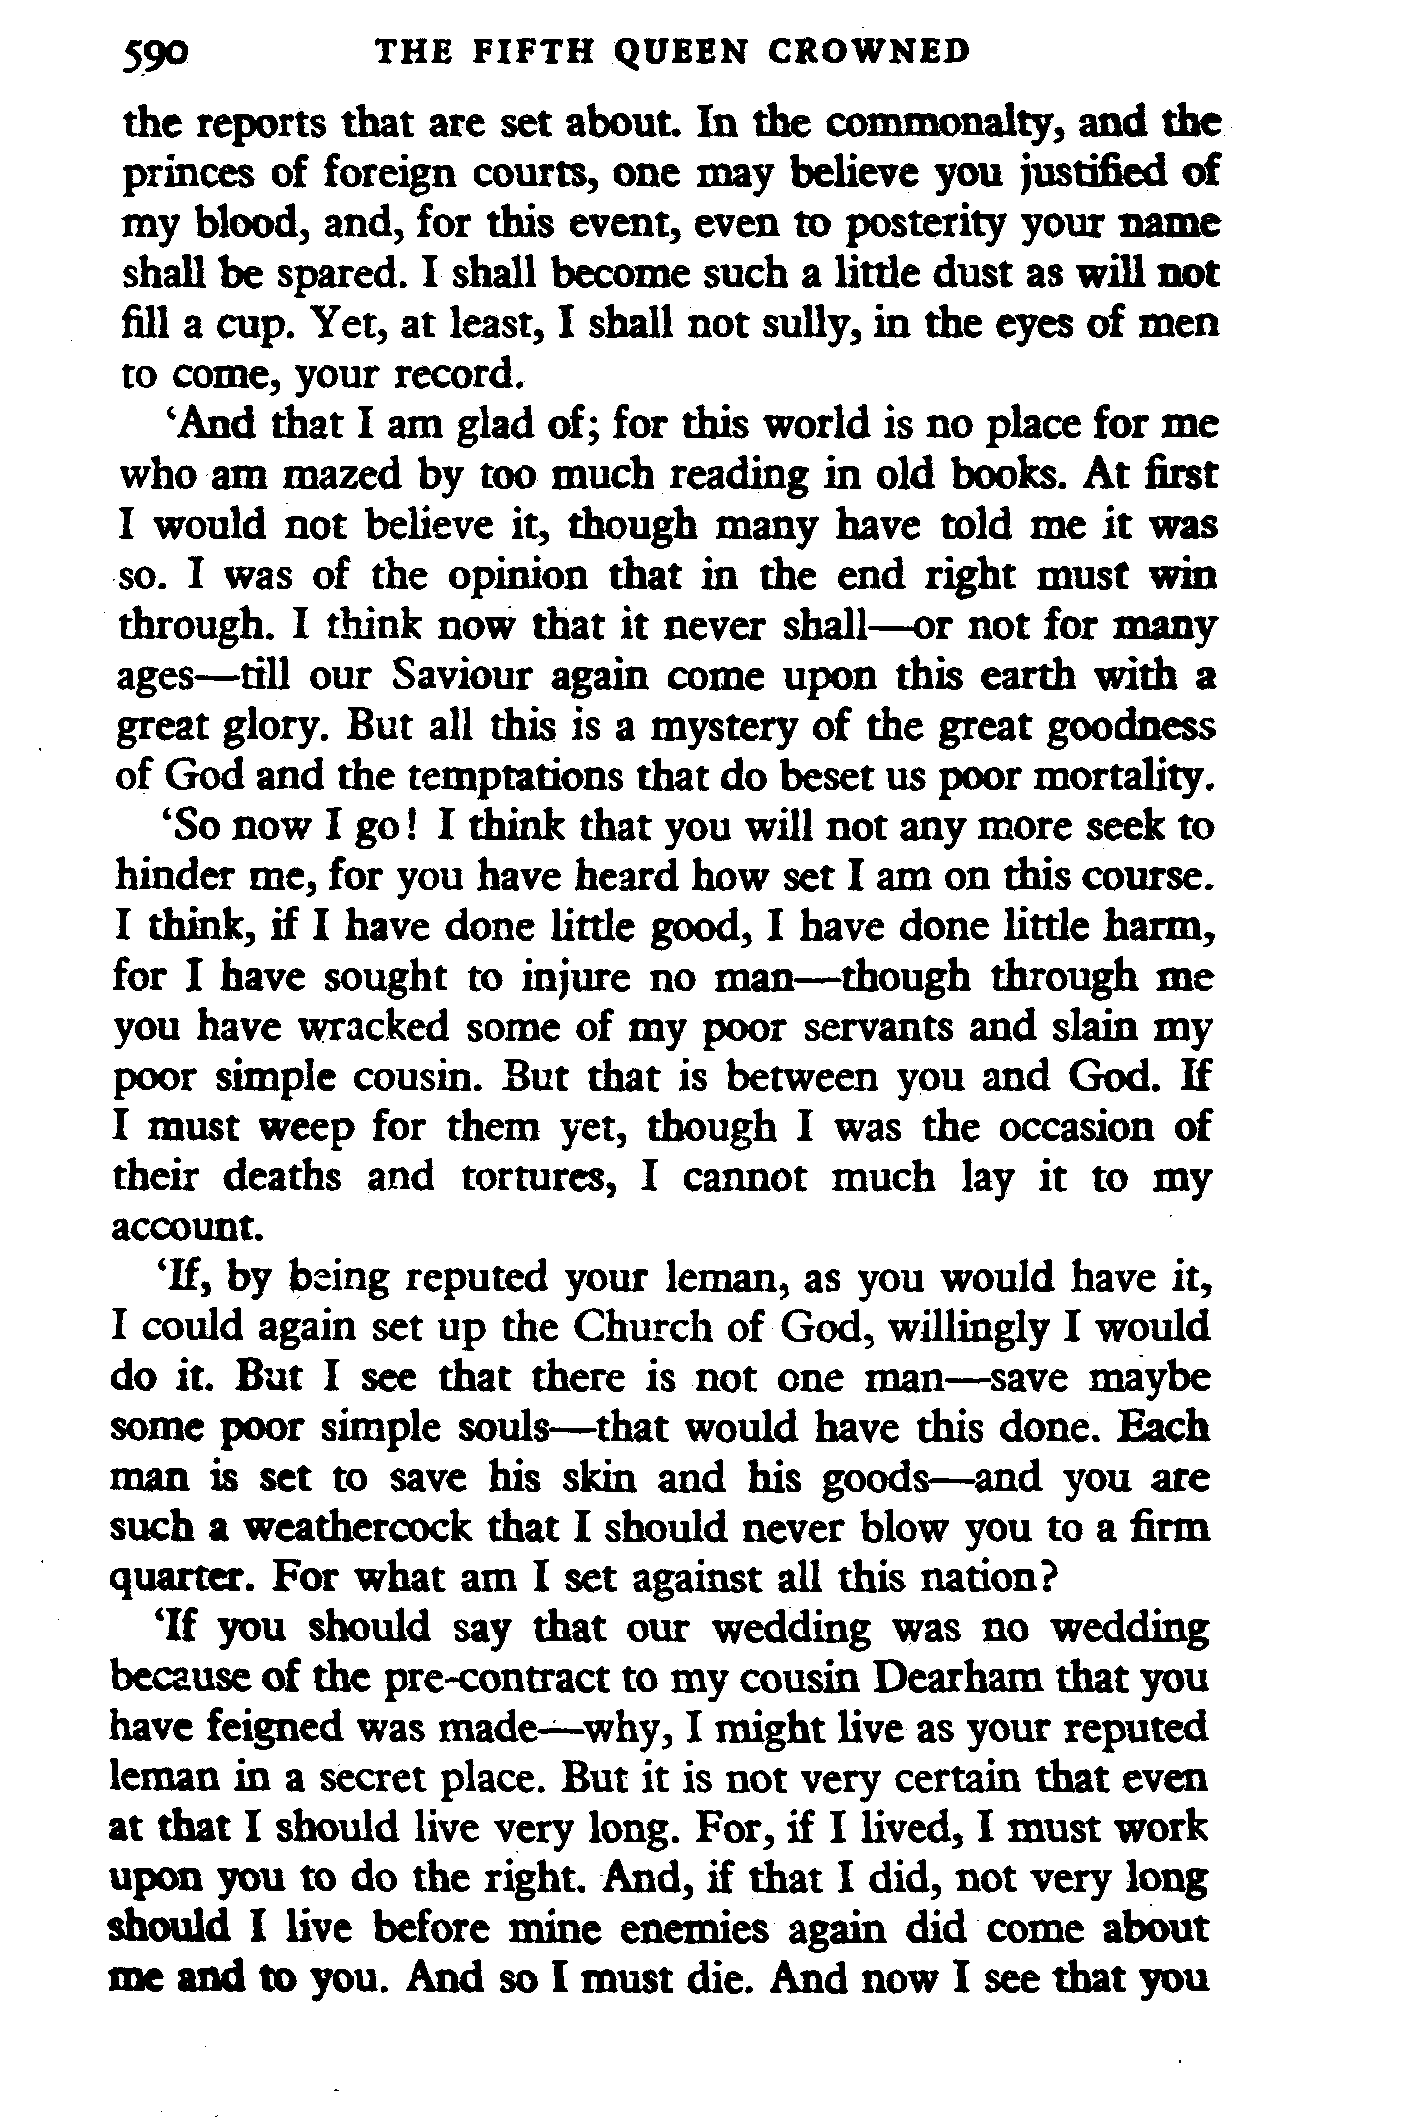 590 THE FIFTH QUEEN CROWNED
the reports that are set about. In the commonalty, and the
princes of foreign courts, one may believe you justified of
my blood, and, for this event, even to posterity your name
shall be spared. I shall become such a little dust as will not
fill a cup. Yet, at least, I shall not sully, in the eyes of men
to come, your record.
‘And that I am glad of; for this world is no place for me
who am mazed by too much reading in old books. At first
I would not believe it, though many have told me it was
so. I was of the opinion that in the end right must win
through. I think now that it never shall—or not for many
ages—till our Saviour again come upon this earth with a
great glory. But all this is a mystery of the great goodness
of God and the temptations that do beset us poor mortality.
‘So now I go! I think that you will not any more seek to
hinder me, for you have heard how set I am on this course.
I think, if I have done little good, I have done little harm,
for I have sought to injure no man—though through me
you have wracked some of my poor servants and slain my
poor simple cousin. But that is between you and God. If
I must weep for them yet, though I was the occasion of
their deaths and tortures, I cannot much lay it to my
account.
‘If, by being reputed your leman, as you would have it,
I could again set up the Church of God, willingly I would
do it. But I see that there is not one man—save maybe
some poor simple souls—that would have this done. Each
man is set to save his skin and his goods—and you are
such a weathercock that I should never blow you to a firm
quarter. For what am I set against all this nation?
‘If you should say that our wedding was no wedding
because of the pre-contract to my cousin Dearham that you
have feigned was made—why, I might live as your reputed
leman in a secret place. But it is not very certain that even
at that I should live very long. For, if I lived, I must work
upon you to do the right. And, if that I did, not very long
should I live before mine enemies again did come about
me and to you. And so I must die. And now I see that you